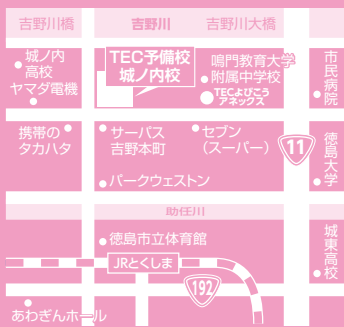 吉野川橋
吉野川
吉野川大橋
城ノ内
高校
ヤマダ電機
TEC予備校
城ノ内校
鳴門教育大学
附属中学校
TECよびこう
アネックス
市民病院
携帯の
タカハタ
サーパス
吉野本町
セブン
(スーパー)
11
徳島大学
パークウェストン
助任川
徳島市立体育館
城東高校
JRとくしま
192
あわぎんホール